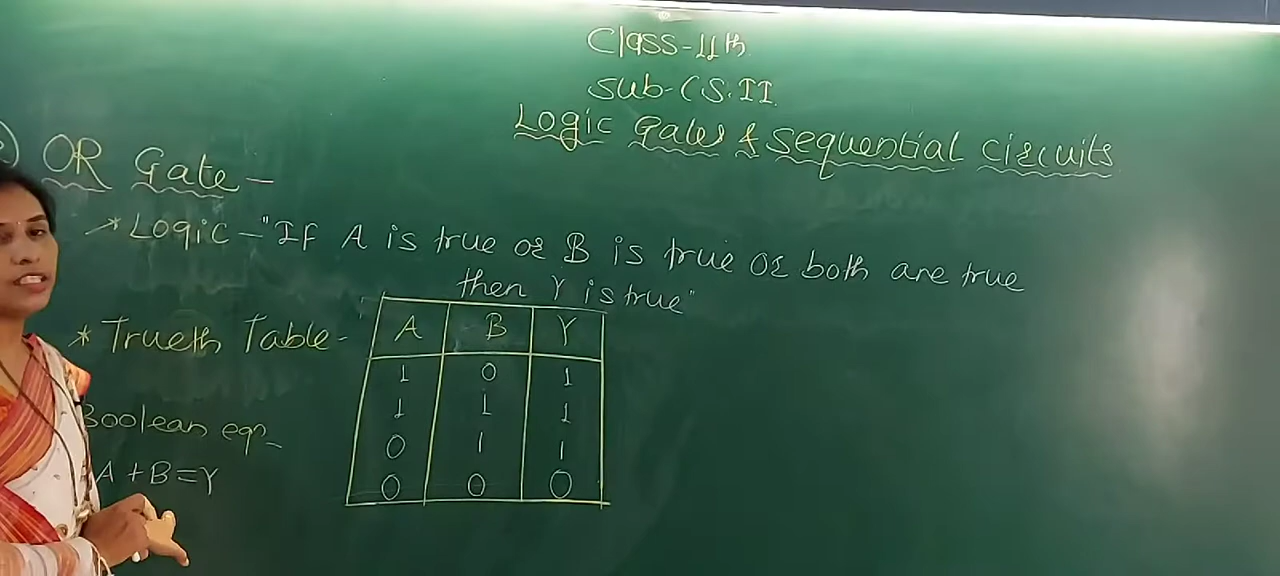 Class-11th
Sub-CS.II
Logic Gates & Sequential Circuits
OR Gate-
* Logic - "If A is true or B is true or both are true
then Y is true"
* Trueth Table-
A B Y
1 0 1
1 1 1
0 1 1
0 0 0
Boolean eqn-
A+B=Y